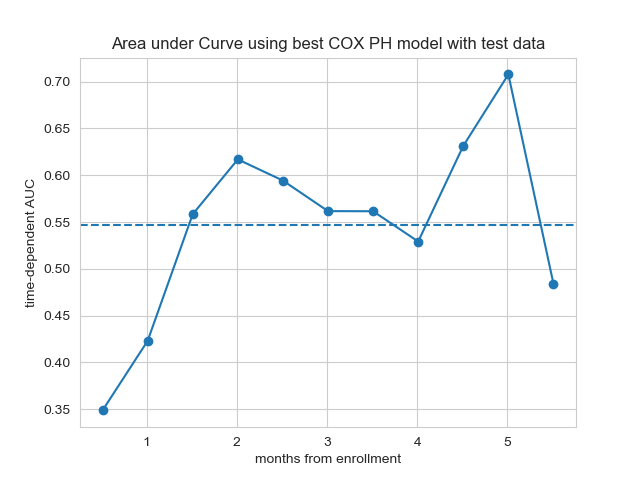 Area under Curve using best COX PH model with test data
time-dependent AUC
0.70
0.65
0.60
0.55
0.50
0.45
0.40
0.35
1 2 3 4 5
months from enrollment